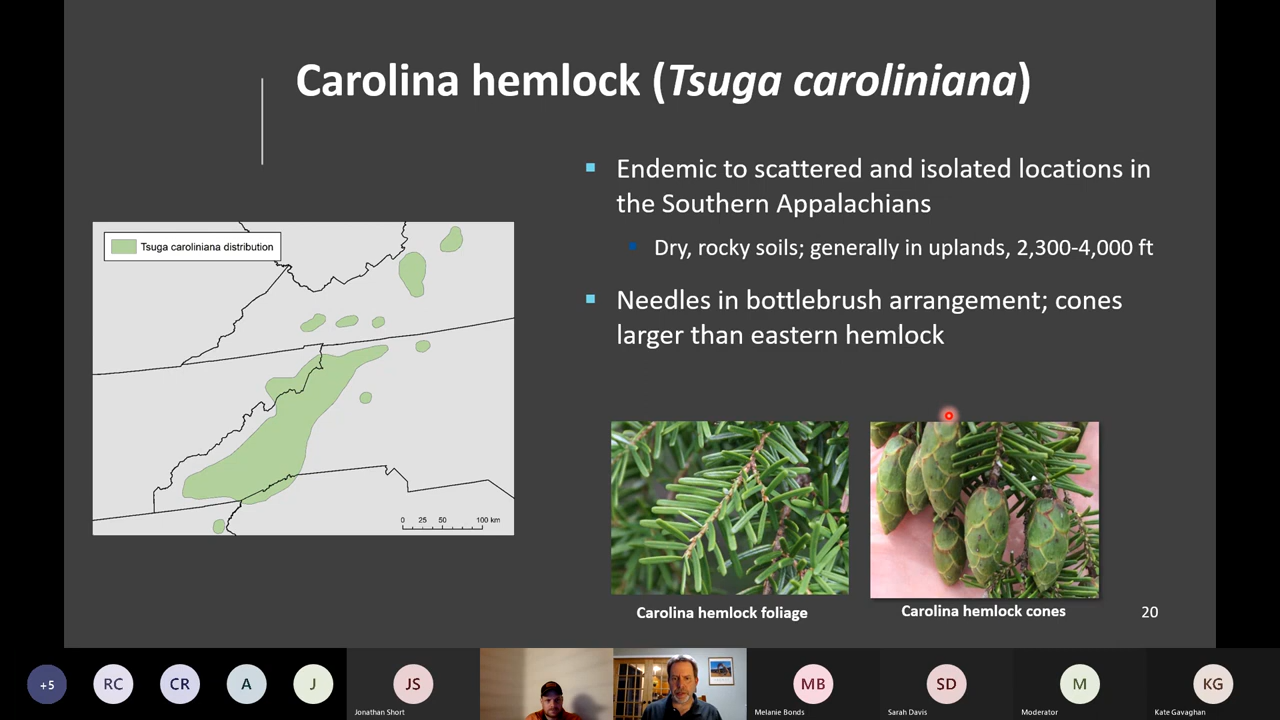 Carolina hemlock (Tsuga caroliniana)
Endemic to scattered and isolated locations in
the Southern Appalachians
Dry, rocky soils; generally in uplands, 2,300-4,000 ft
Needles in bottlebrush arrangement; cones
larger than eastern hemlock
Tsuga caroliniana distribution
0 25 50 100 km
Carolina hemlock foliage
Carolina hemlock cones
20
+5
RC
CR
A
J
JS
Jonathan Short
MB
Melanie Bonds
SD
Sarah Davis
M
Moderator
KG
Kate Gavaghan